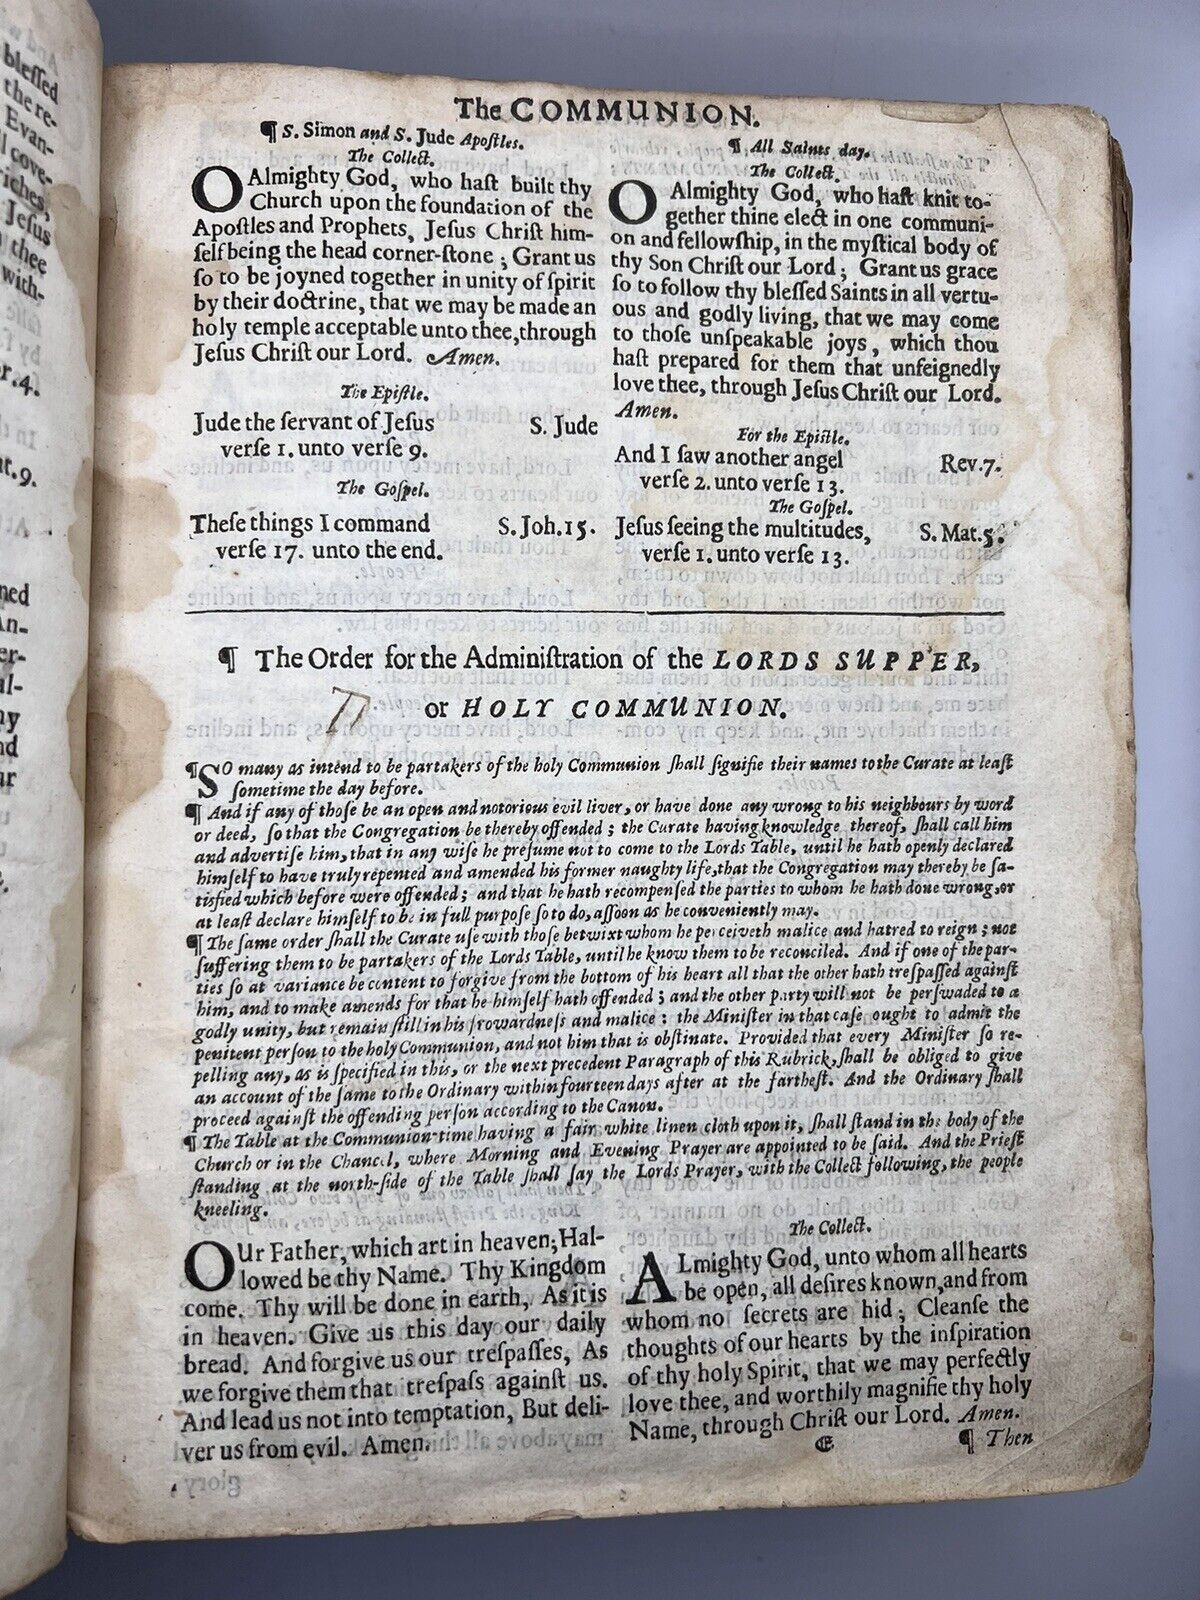 The COMMUNION.
¶ S. Simon and S. Jude Apoſtles.
The Collect.
O Almighty God, who haſt built thy
Church upon the foundation of the
Apoſtles and Prophets, Jeſus Chriſt him-
ſelf being the head corner-ſtone ; Grant us
ſo to be joyned together in unity of ſpirit
by their doctrine, that we may be made an
holy temple acceptable unto thee, through
Jeſus Chriſt our Lord. Amen.
The Epiſtle.
Jude the ſervant of Jeſus S. Jude
verſe 1. unto verſe 9.
The Goſpel.
Theſe things I command S. Joh. 15.
verſe 17. unto the end.
¶ All Saints day.
The Collect.
O Almighty God, who haſt knit to-
gether thine elect in one communi-
on and fellowſhip, in the myſtical body of
thy Son Chriſt our Lord ; Grant us grace
ſo to follow thy bleſſed Saints in all vertu-
ous and godly living, that we may come
to thoſe unſpeakable joys, which thou
haſt prepared for them that unfeignedly
love thee, through Jeſus Chriſt our Lord.
Amen.
For the Epiſtle.
And I ſaw another angel Rev. 7.
verſe 2. unto verſe 13.
The Goſpel.
Jeſus ſeeing the multitudes, S. Mat. 5.
verſe 1. unto verſe 13.
¶ The Order for the Adminiſtration of the LORDS SUPPER,
or HOLY COMMUNION.
¶ SO many as intend to be partakers of the holy Communion ſhall ſignifie their names to the Curate at leaſt
ſometime the day before.
¶ And if any of thoſe be an open and notorious evil liver, or have done any wrong to his neighbours by word
or deed, ſo that the Congregation be thereby offended ; the Curate having knowledge thereof, ſhall call him
and advertiſe him, that in any wiſe he preſume not to come to the Lords Table, until he hath openly declared
himſelf to have truly repented and amended his former naughty life, that the Congregation may thereby be ſa-
tisfied which before were offended ; and that he hath recompenſed the parties to whom he hath done wrong, or
at leaſt declare himſelf to be in full purpoſe ſo to do, aſſoon as he conveniently may.
¶ The ſame order ſhall the Curate uſe with thoſe betwixt whom he perceiveth malice and hatred to reign ; not
ſuffering them to be partakers of the Lords Table, until he know them to be reconciled. And if one of the par-
ties ſo at variance be content to forgive from the bottom of his heart all that the other hath treſpaſſed againſt
him, and to make amends for that he himſelf hath offended ; and the other party will not be perſwaded to a
godly unity, but remain ſtill in his frowardneſs and malice : the Miniſter in that caſe ought to admit the
penitent perſon to the holy Communion, and not him that is obſtinate. Provided that every Miniſter ſo re-
pelling any, as is ſpecified in this, or the next precedent Paragraph of this Rubrick, ſhall be obliged to give
an account of the ſame to the Ordinary within fourteen days after at the fartheſt. And the Ordinary ſhall
proceed againſt the offending perſon according to the Canon.
¶ The Table at the Communion-time having a fair white linen cloth upon it, ſhall ſtand in the body of the
Church or in the Chancel, where Morning and Evening Prayer are appointed to be ſaid. And the Prieſt
ſtanding at the north-ſide of the Table ſhall ſay the Lords Prayer, with the Collect following, the people
kneeling.
OUr Father, which art in heaven; Hal-
lowed be thy Name. Thy Kingdom
come. Thy will be done in earth, As it is
in heaven. Give us this day our daily
bread. And forgive us our treſpaſſes, As
we forgive them that treſpaſs againſt us.
And lead us not into temptation, But deli-
ver us from evil. Amen.
The Collect.
ALmighty God, unto whom all hearts
be open, all deſires known, and from
whom no ſecrets are hid ; Cleanſe the
thoughts of our hearts by the inſpiration
of thy holy Spirit, that we may perfectly
love thee, and worthily magnifie thy holy
Name, through Chriſt our Lord. Amen.
E ¶ Then